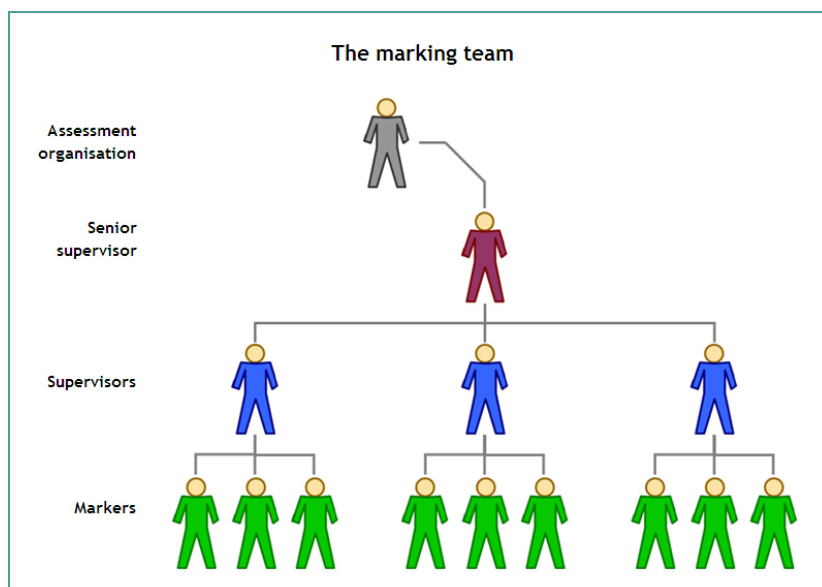 The marking team
Assessment
organisation
Senior
supervisor
Supervisors
Markers